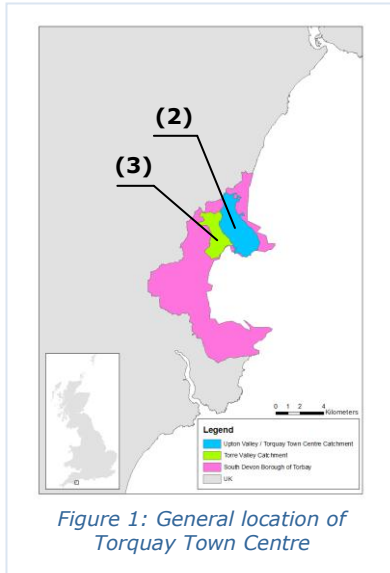 (2)
(3)
0 1 2 4
Kilometers
Legend
Upton Valley / Torquay Town Centre Catchment
Torre Valley Catchment
South Devon Borough of Torbay
UK
Figure 1: General location of
Torquay Town Centre